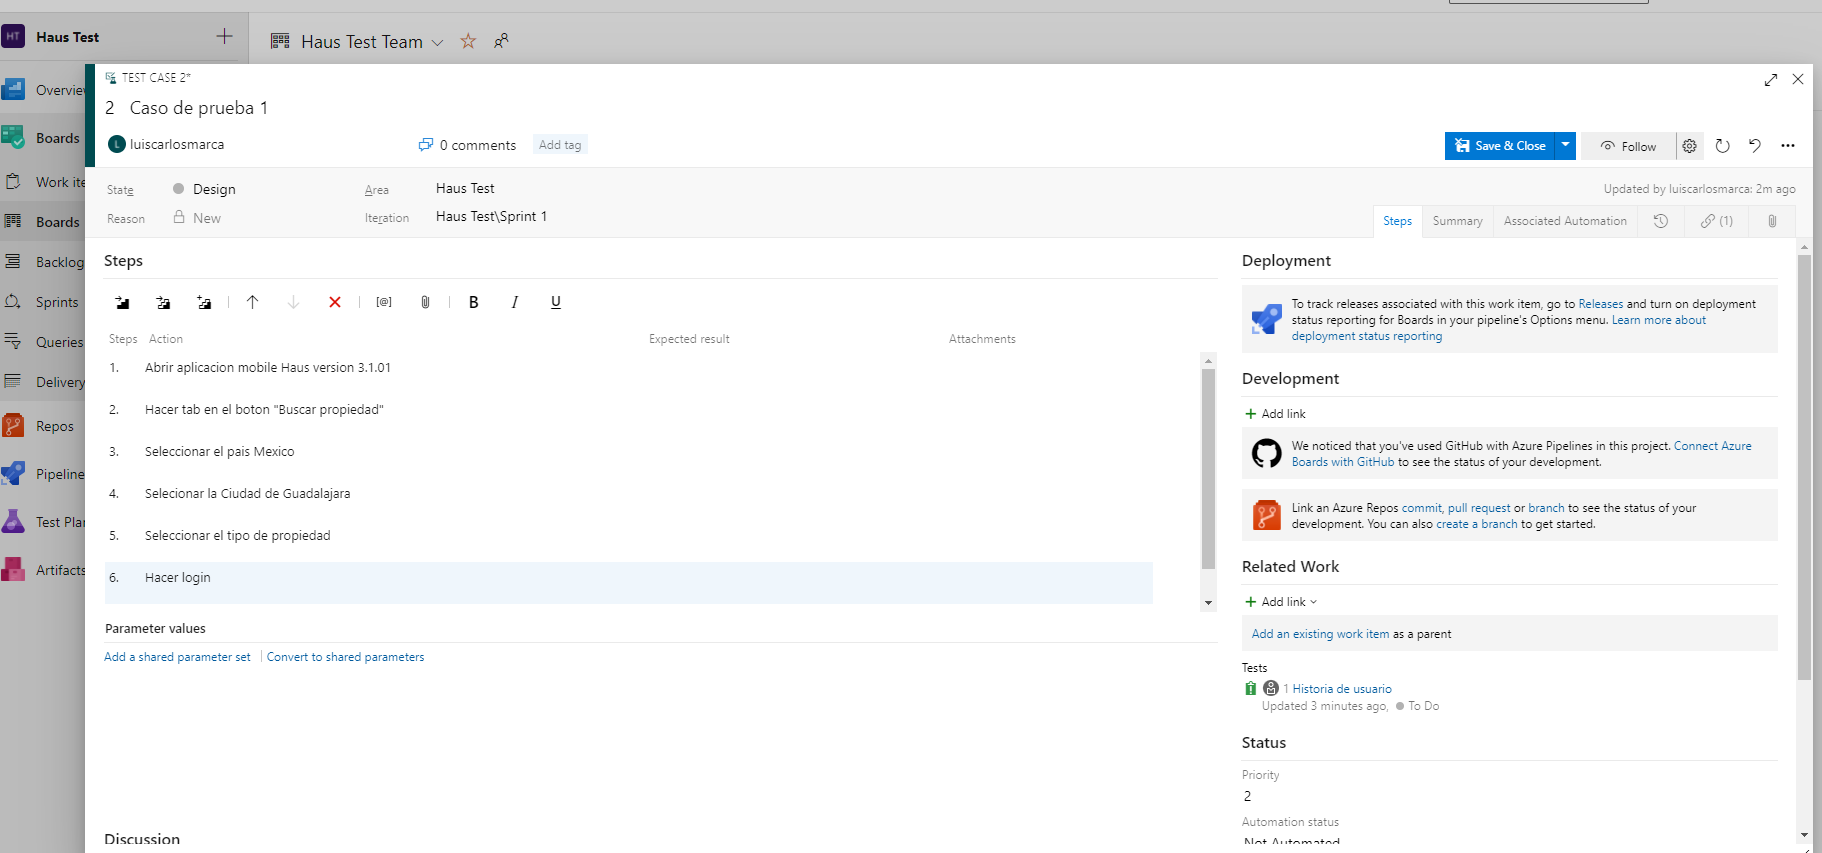 HT Haus Test
Haus Test Team
Overview
Boards
Work ite
Boards
Backlog
Sprints
Queries
Delivery
Repos
Pipeline
Test Plan
Artifacts
TEST CASE 2*
2 Caso de prueba 1
L luiscarlosmarca
0 comments
Add tag
Save & Close
Follow
State Design
Area Haus Test
Updated by luiscarlosmarca: 2m ago
Reason New
Iteration Haus Test\Sprint 1
Steps Summary Associated Automation (1)
Steps
[@] B I U
Steps Action Expected result Attachments
1. Abrir aplicacion mobile Haus version 3.1.01
2. Hacer tab en el boton "Buscar propiedad"
3. Seleccionar el pais Mexico
4. Selecionar la Ciudad de Guadalajara
5. Seleccionar el tipo de propiedad
6. Hacer login
Parameter values
Add a shared parameter set Convert to shared parameters
Discussion
Deployment
To track releases associated with this work item, go to Releases and turn on deployment
status reporting for Boards in your pipeline's Options menu. Learn more about
deployment status reporting
Development
+ Add link
We noticed that you've used GitHub with Azure Pipelines in this project. Connect Azure
Boards with GitHub to see the status of your development.
Link an Azure Repos commit, pull request or branch to see the status of your
development. You can also create a branch to get started.
Related Work
+ Add link
Add an existing work item as a parent
Tests
1 Historia de usuario
Updated 3 minutes ago, To Do
Status
Priority
2
Automation status
Not Automated